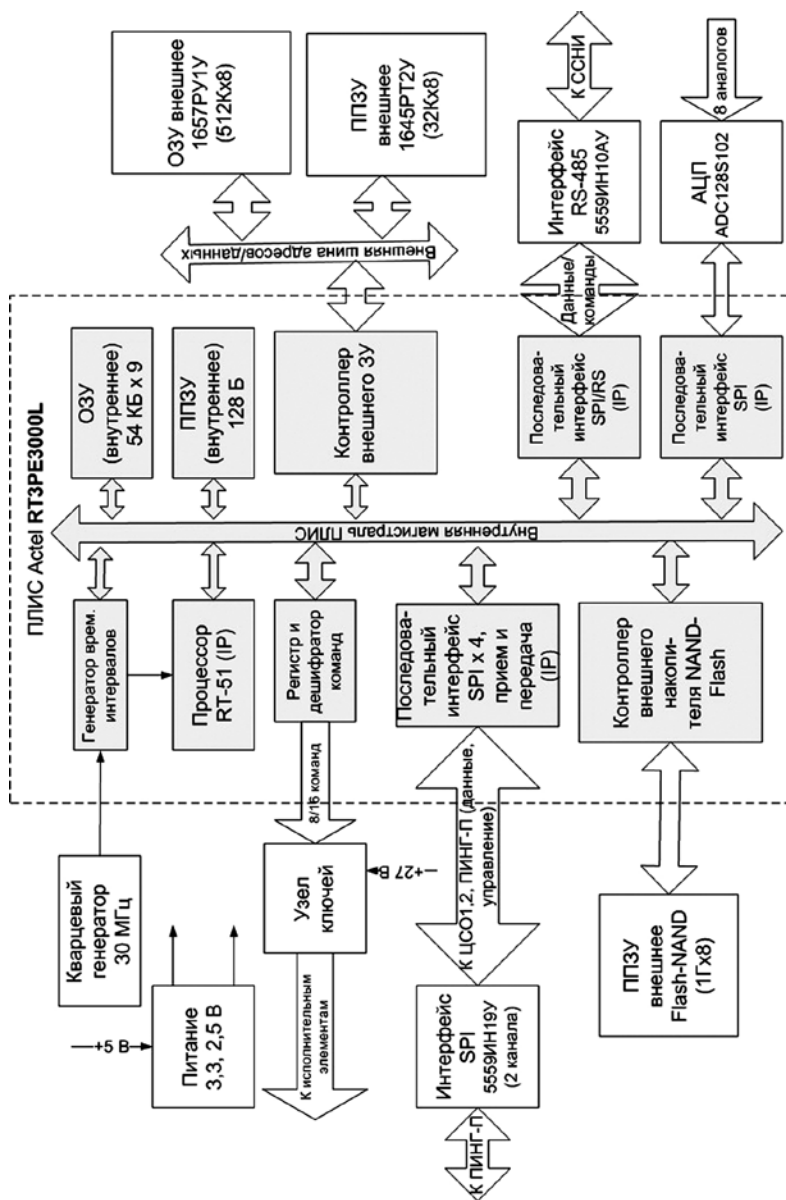 ПЛИС Actel RT3PE3000L
+5 В
Питание
3,3, 2,5 В
Кварцевый
генератор
30 МГц
Генератор врем.
интервалов
Процессор
RT-51 (IP)
ОЗУ
(внутреннее)
54 КБ x 9
ППЗУ
(внутреннее)
128 Б
ОЗУ внешнее
1657РУ1У
(512Kx8)
ППЗУ
внешнее
1645РТ2У
(32Kx8)
Внешняя шина адресов/данных
Контроллер
внешнего ЗУ
Внутренняя магистраль ПЛИС
Регистр и
дешифратор
команд
8/16 команд
Узел
ключей
+27 В
К исполнительным
элементам
К ПИНГ-П
Интерфейс
SPI
5559ИН19У
(2 канала)
К ЦСО1,2, ПИНГ-П (данные,
управление)
Последова-
тельный
интерфейс
SPI x 4,
прием и
передача
(IP)
Последова-
тельный
интерфейс
SPI/RS
(IP)
Данные/
команды
Интерфейс
RS-485
5559ИН10АУ
К ССНИ
ППЗУ
внешнее
Flash-NAND
(1Гx8)
Контроллер
внешнего
накопи-
теля NAND-
Flash
Последова-
тельный
интерфейс
SPI
(IP)
АЦП
ADC128S102
8 аналогов